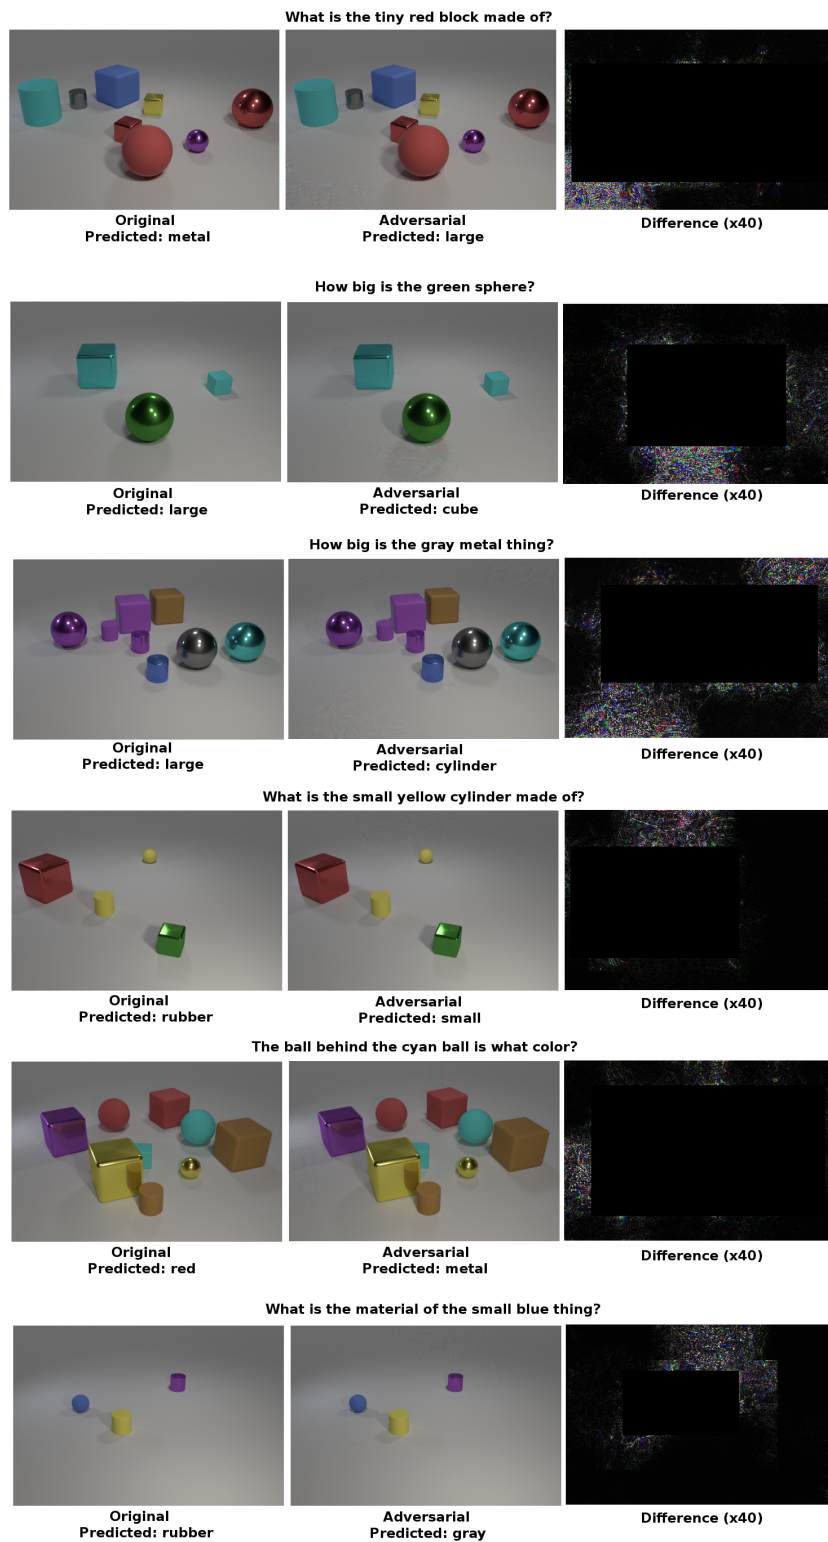 What is the tiny red block made of?
Original
Predicted: metal
Adversarial
Predicted: large
Difference (x40)
How big is the green sphere?
Original
Predicted: large
Adversarial
Predicted: cube
Difference (x40)
How big is the gray metal thing?
Original
Predicted: large
Adversarial
Predicted: cylinder
Difference (x40)
What is the small yellow cylinder made of?
Original
Predicted: rubber
Adversarial
Predicted: small
Difference (x40)
The ball behind the cyan ball is what color?
Original
Predicted: red
Adversarial
Predicted: metal
Difference (x40)
What is the material of the small blue thing?
Original
Predicted: rubber
Adversarial
Predicted: gray
Difference (x40)